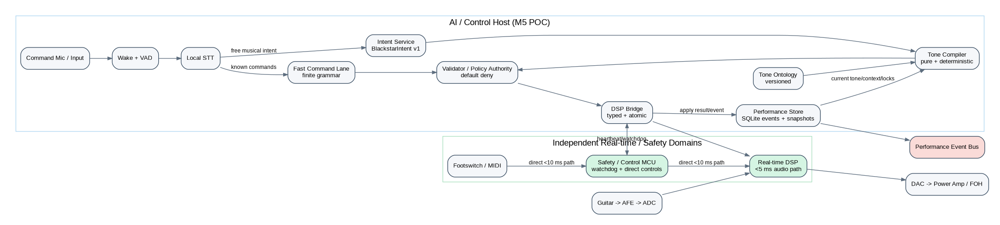 AI / Control Host (M5 POC)
Command Mic / Input
Wake + VAD
Local STT
free musical intent
known commands
Intent Service
BlackstarIntent v1
Fast Command Lane
finite grammar
Validator / Policy Authority
default deny
Tone Compiler
pure + deterministic
Tone Ontology
versioned
current tone/context/locks
DSP Bridge
typed + atomic
apply result/event
Performance Store
SQLite events + snapshots
heartbeat/watchdog
Independent Real-time / Safety Domains
Performance Event Bus
Footswitch / MIDI
direct <10 ms path
Safety / Control MCU
watchdog + direct controls
direct <10 ms path
Real-time DSP
<5 ms audio path
DAC -> Power Amp / FOH
Guitar -> AFE -> ADC